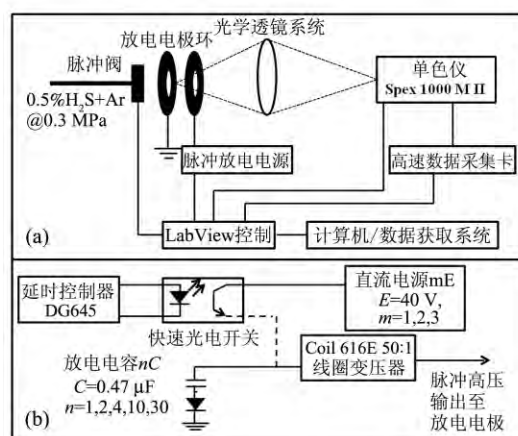 光学透镜系统
放电电极环
脉冲阀
单色仪
Spex 1000 M II
0.5%H₂S+Ar
@0.3 MPa
脉冲放电电源
高速数据采集卡
(a)
LabView控制
计算机/数据获取系统
延时控制器
DG645
快速光电开关
直流电源mE
E=40 V,
m=1,2,3
放电电容nC
C=0.47 μF
n=1,2,4,10,30
Coil 616E 50:1
线圈变压器
脉冲高压
输出至
放电电极
(b)